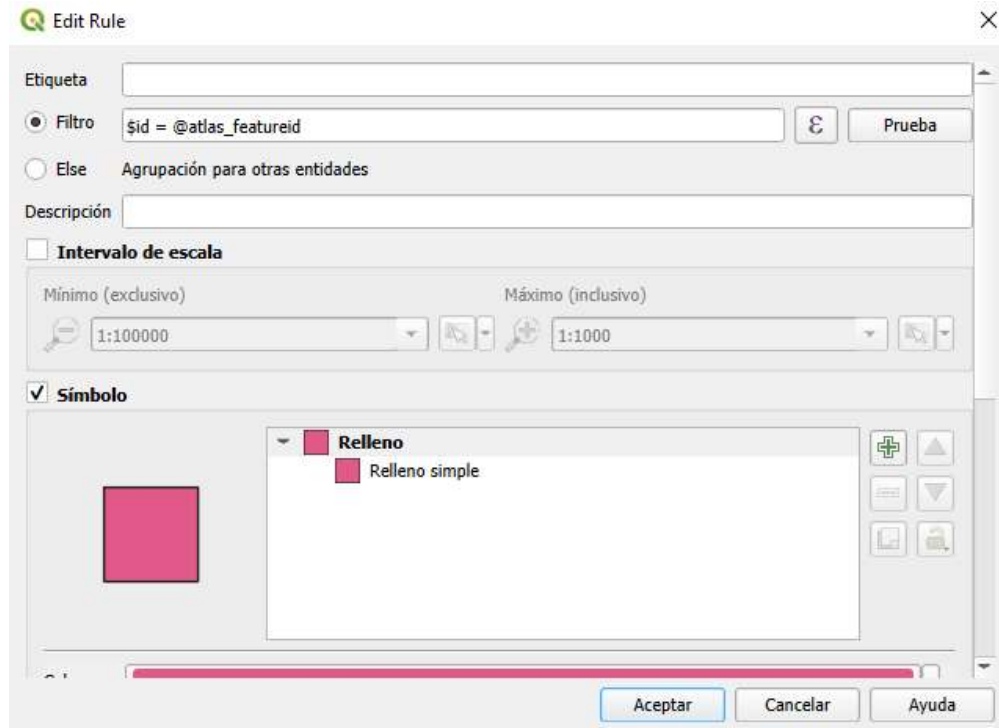 Edit Rule
Etiqueta
Filtro $id = @atlas_featureid ε Prueba
Else Agrupación para otras entidades
Descripción
Intervalo de escala
Mínimo (exclusivo) Máximo (inclusivo)
1:100000 1:1000
Símbolo
Relleno
Relleno simple
Aceptar Cancelar Ayuda